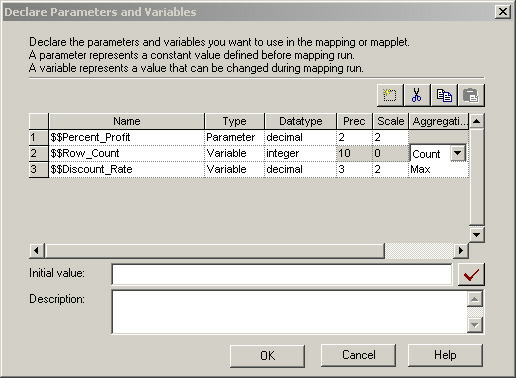 Declare Parameters and Variables
Declare the parameters and variables you want to use in the mapping or mapplet.
A parameter represents a constant value defined before mapping run.
A variable represents a value that can be changed during mapping run.
Name Type Datatype Prec Scale Aggregati...
1 $$Percent_Profit Parameter decimal 2 2
2 $$Row_Count Variable integer 10 0 Count
3 $$Discount_Rate Variable decimal 3 2 Max
Initial value:
Description:
OK Cancel Help